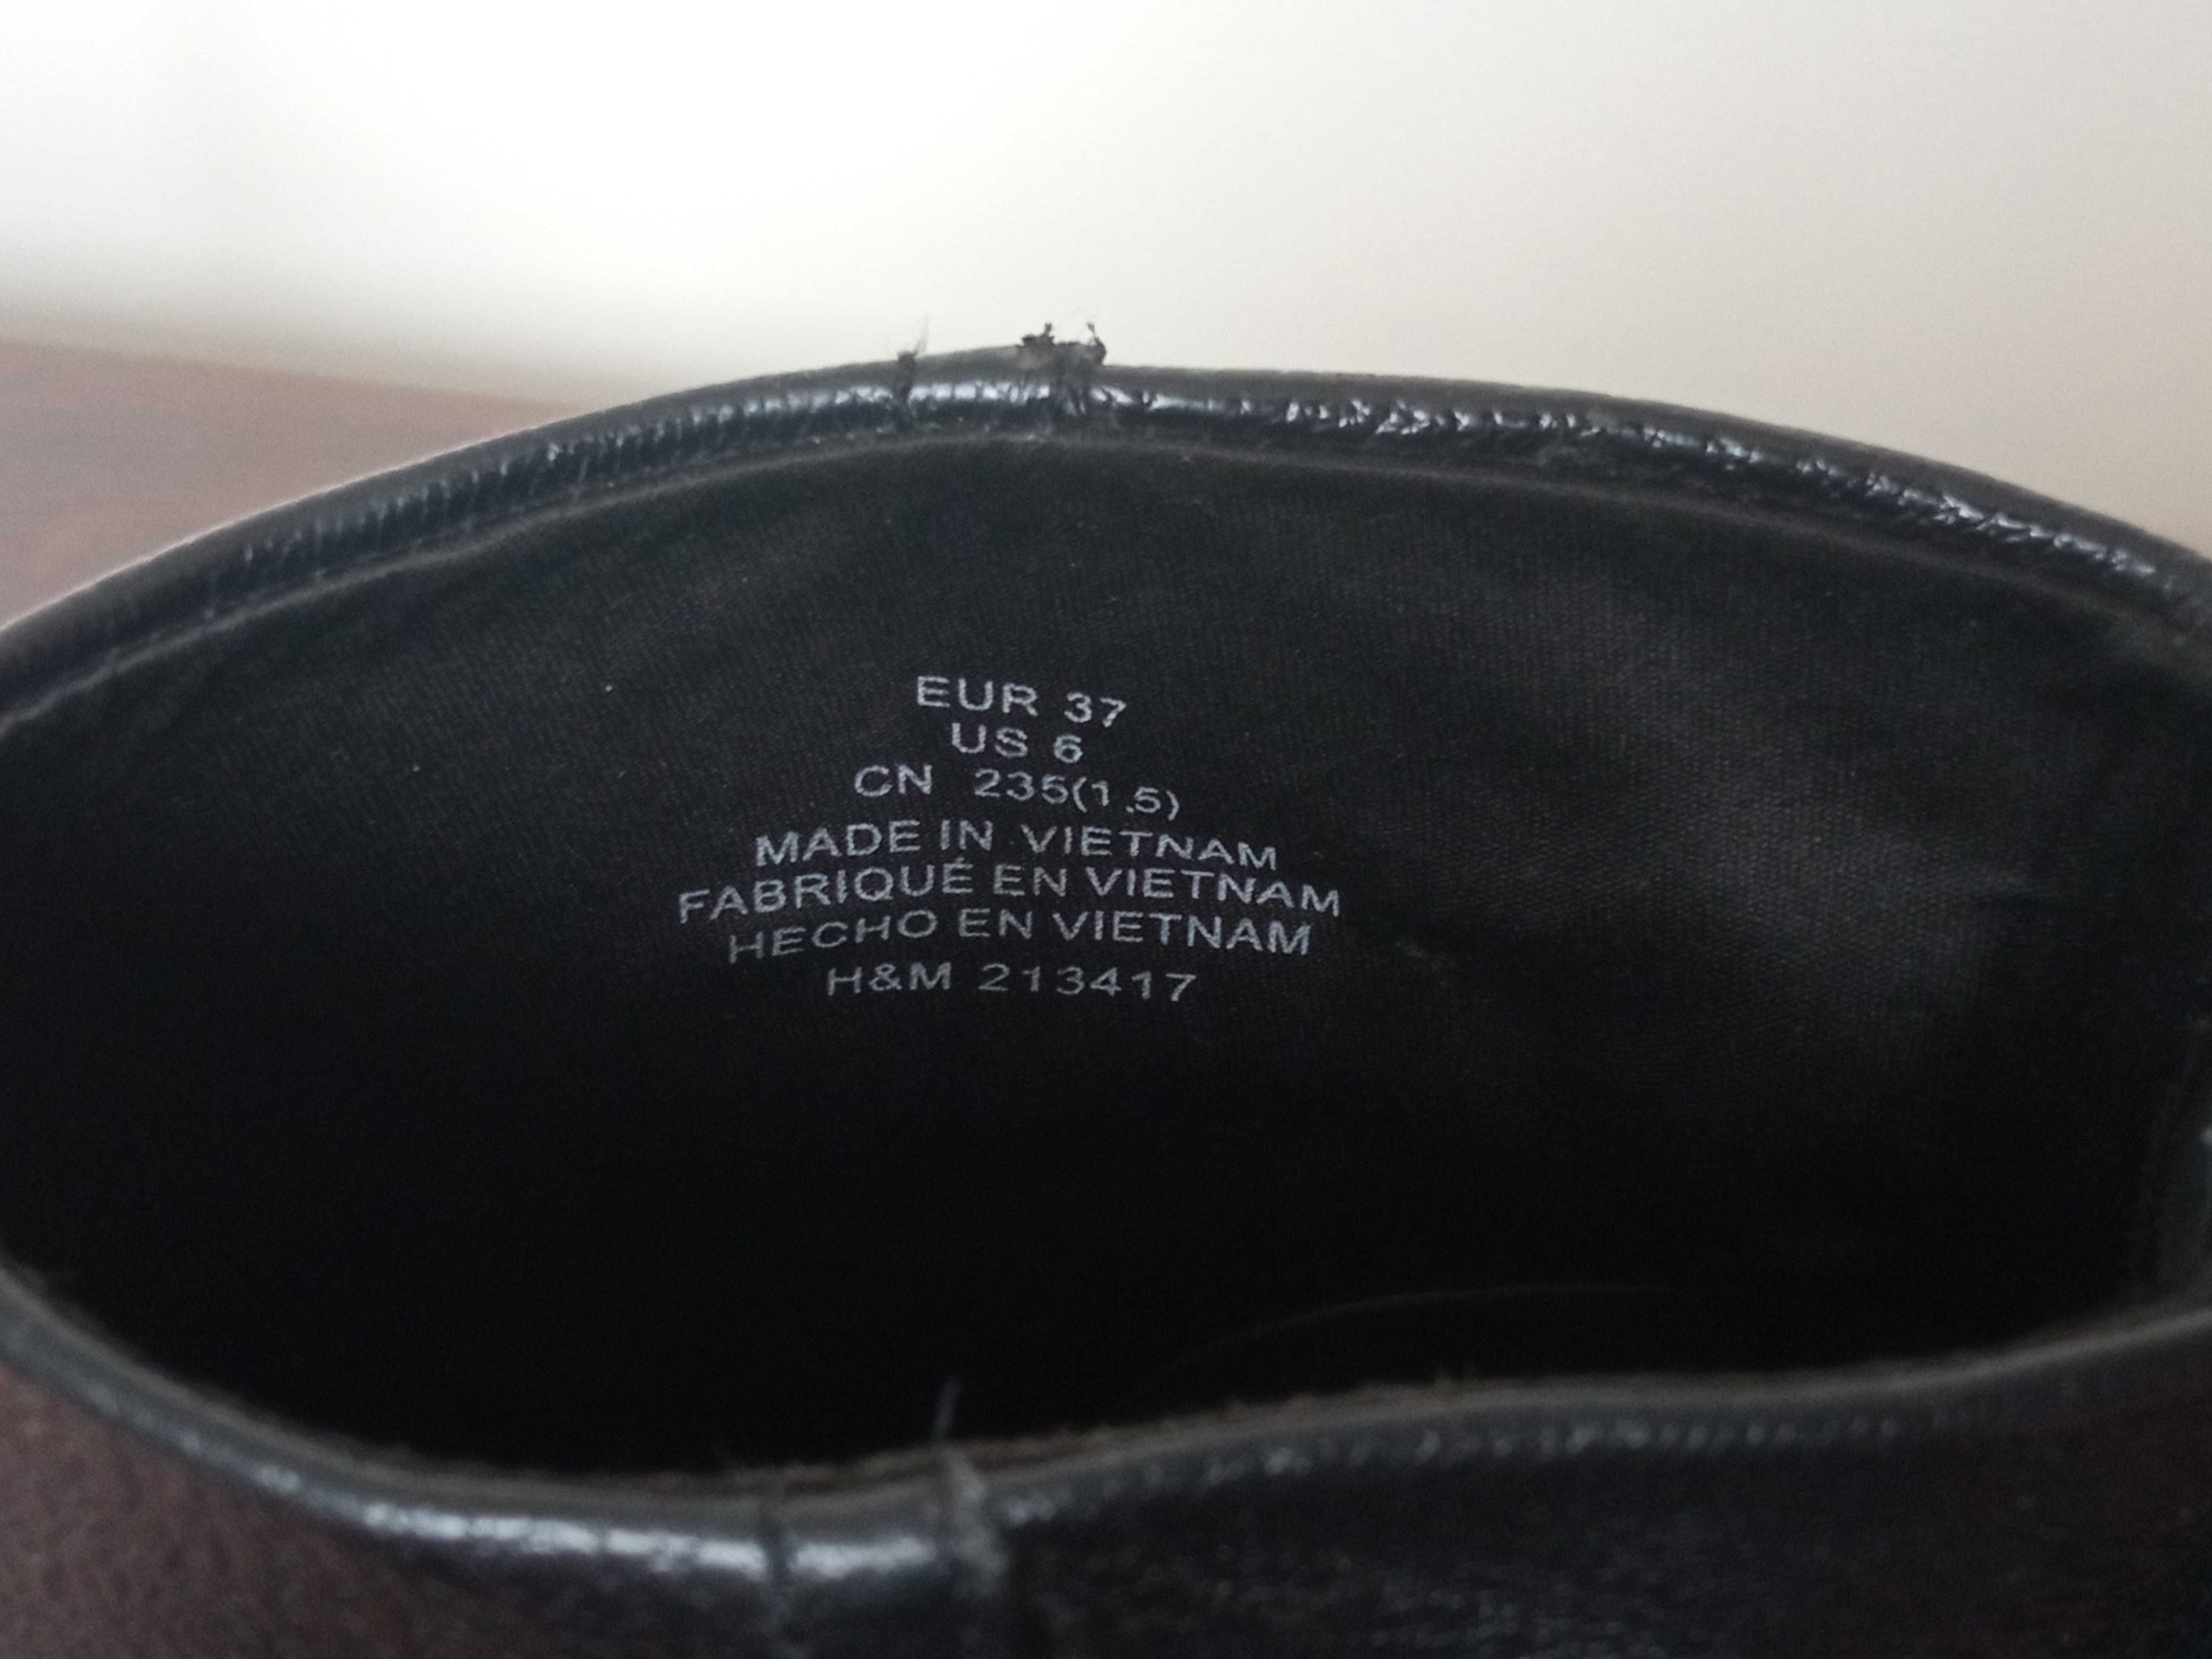 EUR 37
US 6
CN 235(1.5)
MADE IN VIETNAM
FABRIQUÉ EN VIETNAM
HECHO EN VIETNAM
H&M 213417